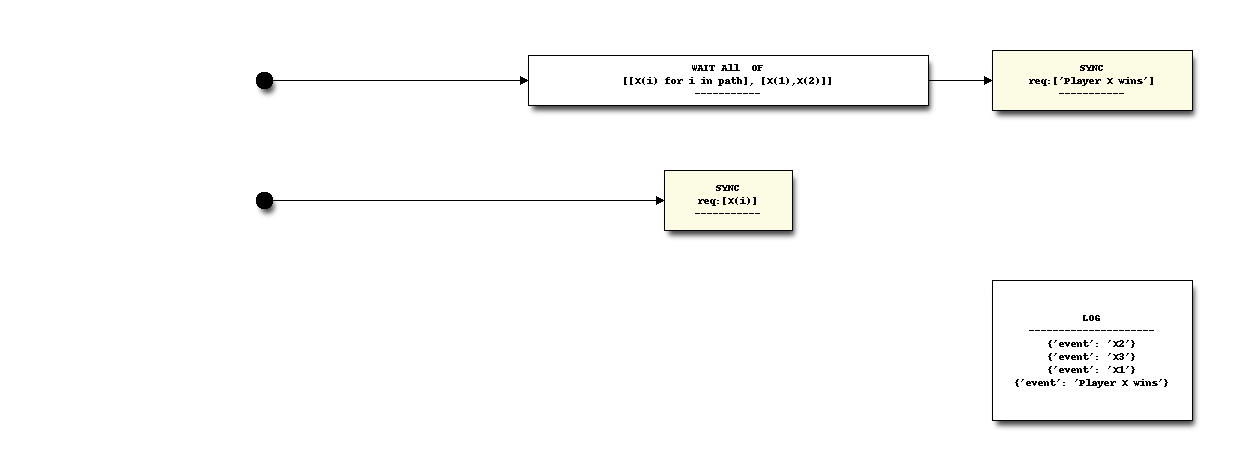 WAIT All OF
[[X(i) for i in path], [X(1),X(2)]]
-----------
SYNC
req:['Player X wins']
-----------
SYNC
req:[X(i)]
-----------
LOG
---------------------
{'event': 'X2'}
{'event': 'X3'}
{'event': 'X1'}
{'event': 'Player X wins'}